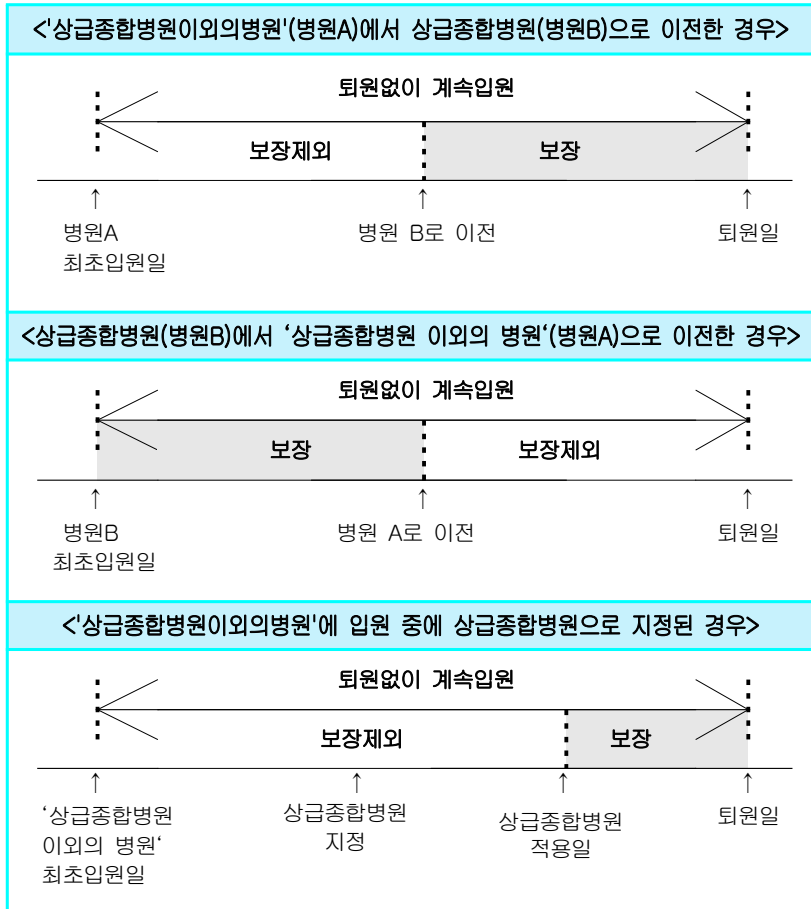 <'상급종합병원이외의병원'(병원A)에서 상급종합병원(병원B)으로 이전한 경우>
퇴원없이 계속입원
보장제외
보장
↑
↑
↑
병원A
최초입원일
병원 B로 이전
퇴원일
<상급종합병원(병원B)에서 ‘상급종합병원 이외의 병원‘(병원A)으로 이전한 경우>
퇴원없이 계속입원
보장
보장제외
↑
↑
↑
병원B
최초입원일
병원 A로 이전
퇴원일
<'상급종합병원이외의병원'에 입원 중에 상급종합병원으로 지정된 경우>
퇴원없이 계속입원
보장제외
보장
↑
↑
↑
↑
‘상급종합병원
이외의 병원‘
최초입원일
상급종합병원
지정
상급종합병원
적용일
퇴원일